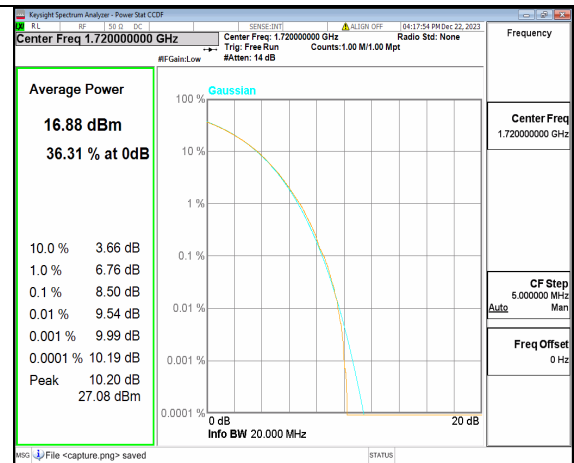 Keysight Spectrum Analyzer - Power Stat CCDF
RL RF 50 Ω DC SENSE:INT ALIGN OFF 04:17:54 PM Dec 22, 2023
Center Freq 1.720000000 GHz
Center Freq: 1.720000000 GHz Radio Std: None
Trig: Free Run Counts:1.00 M/1.00 Mpt
#IFGain:Low #Atten: 14 dB
Frequency
Average Power
16.88 dBm
36.31 % at 0dB
10.0 % 3.66 dB
1.0 % 6.76 dB
0.1 % 8.50 dB
0.01 % 9.54 dB
0.001 % 9.99 dB
0.0001 % 10.19 dB
Peak 10.20 dB
27.08 dBm
Gaussian
100 %
10 %
1 %
0.1 %
0.01 %
0.001 %
0.0001 %
0 dB 20 dB
Info BW 20.000 MHz
Center Freq
1.720000000 GHz
CF Step
5.000000 MHz
Auto Man
Freq Offset
0 Hz
MSG File <capture.png> saved STATUS